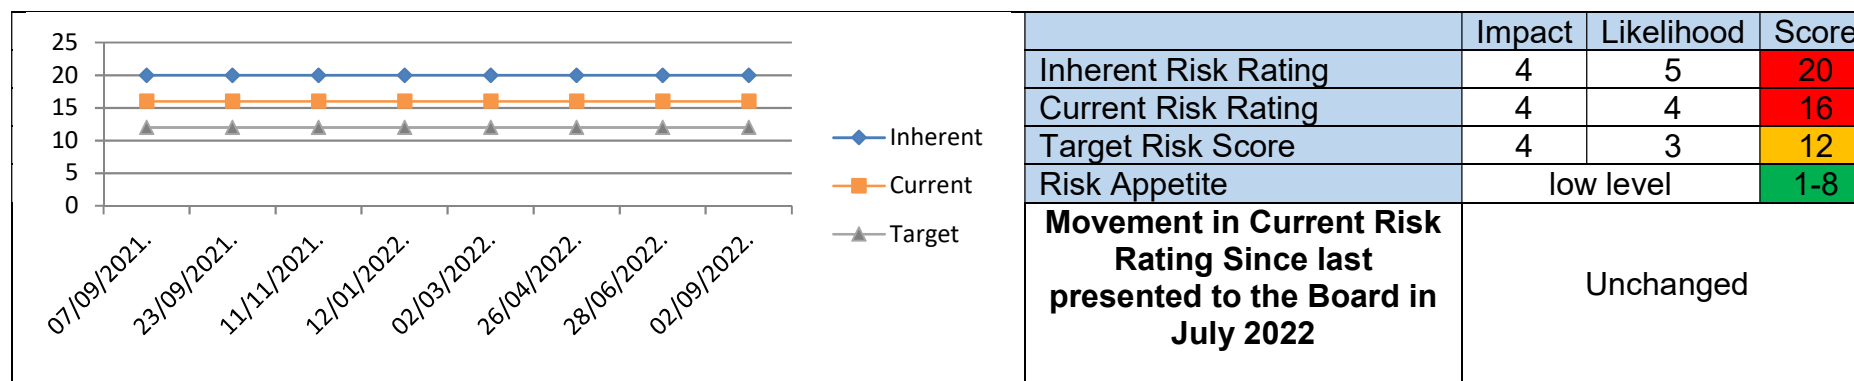 25
20
15
10
5
0
07/09/2021.
23/09/2021.
11/11/2021.
12/01/2022.
02/03/2022.
26/04/2022.
28/06/2022.
02/09/2022.
Inherent
Current
Target
Impact Likelihood Score
Inherent Risk Rating 4 5 20
Current Risk Rating 4 4 16
Target Risk Score 4 3 12
Risk Appetite low level 1-8
Movement in Current Risk
Rating Since last
presented to the Board in
July 2022
Unchanged